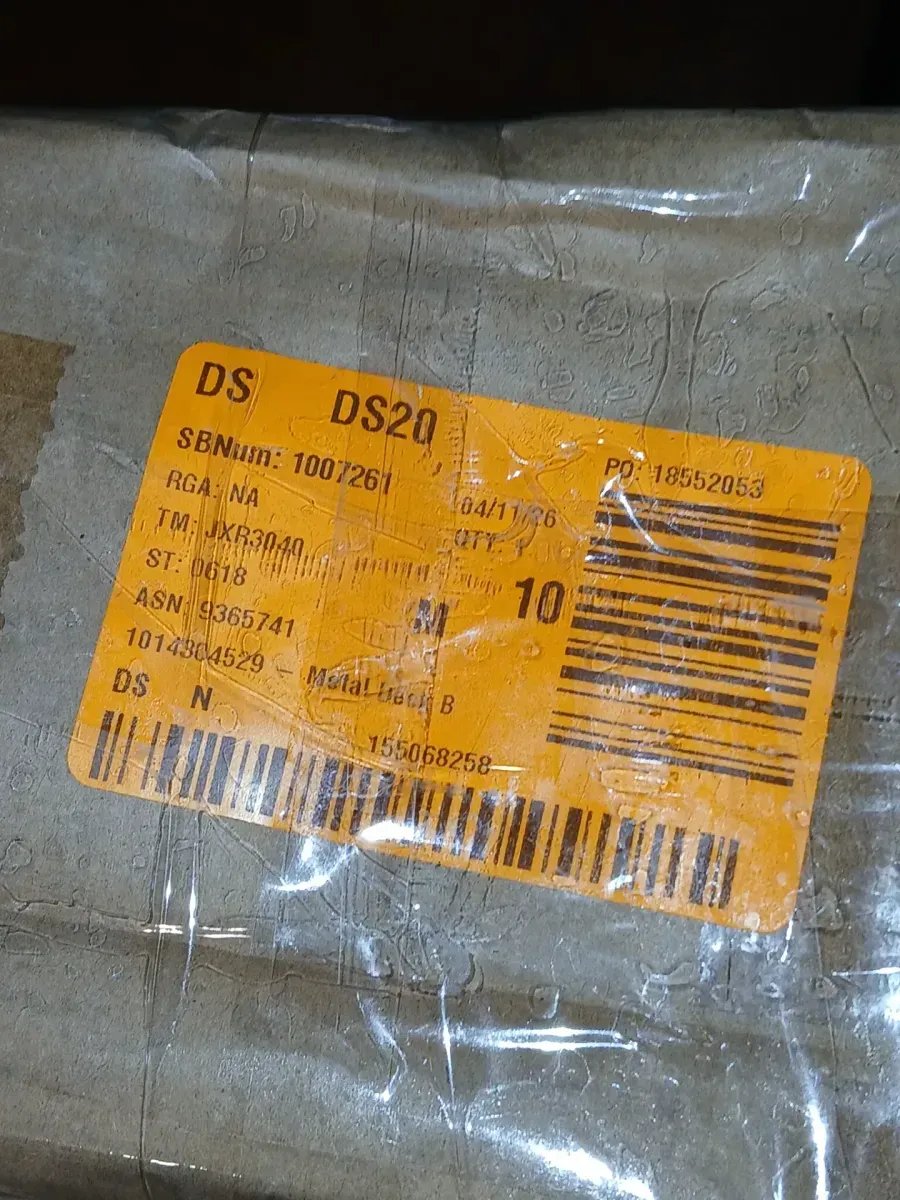 DS DS20
SBNum: 1007261
PO: 18552053
RGA: NA
04/11/26
TM: JXR3040
QTY: 1
ST: 0618
10
ASN: 9365741
M
1014304529 - Metal B
DS N
155068258